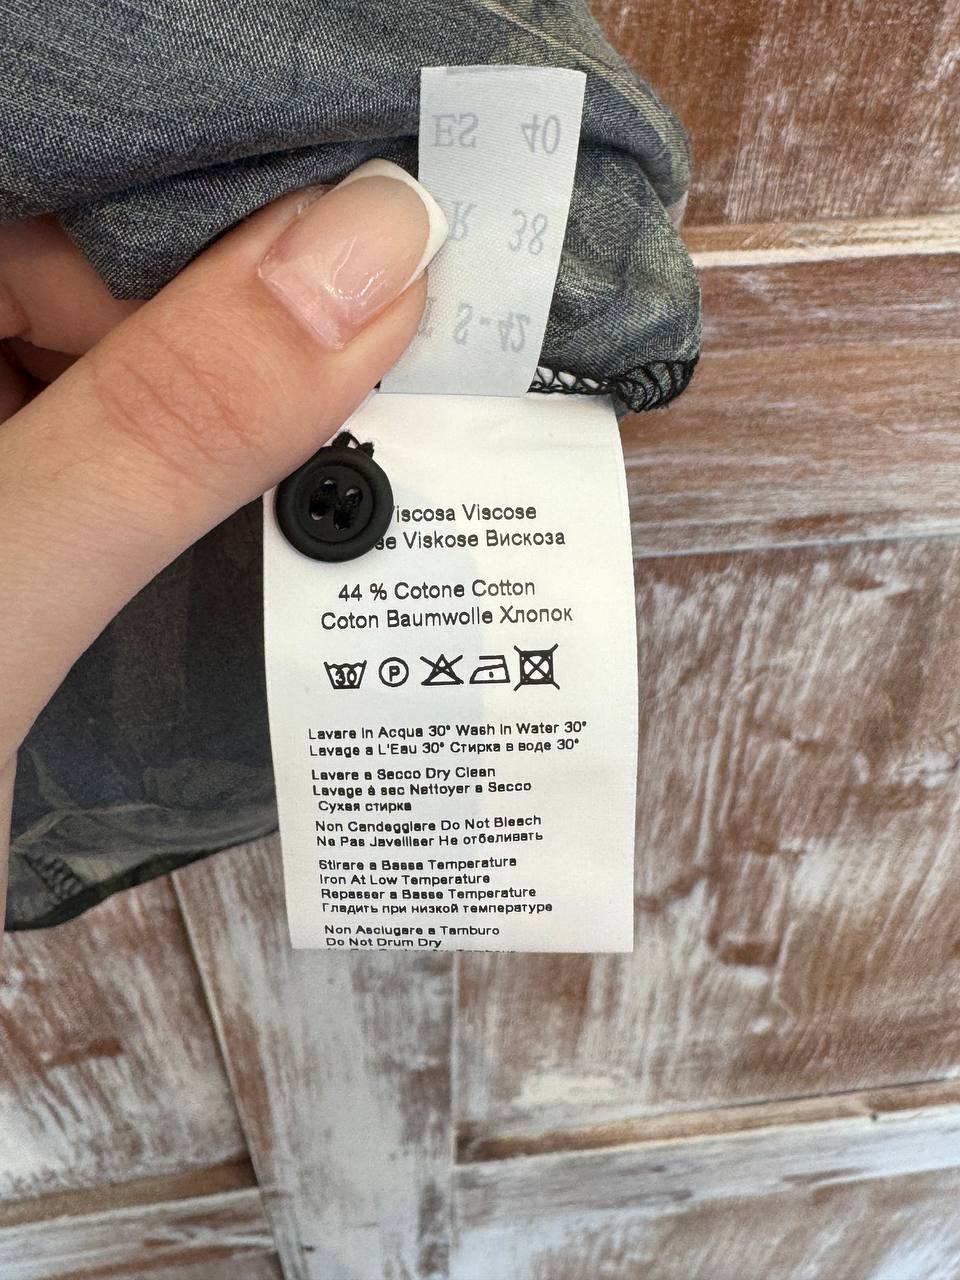 ES 40
R 38
S-42
iscosa Viscose
se Viskose Вискоза
44 % Cotone Cotton
Coton Baumwolle Хлопок
30 P
Lavare in Acqua 30° Wash in Water 30°
Lavage a L'Eau 30° Стирка в воде 30°
Lavare a Secco Dry Clean
Lavage à sec Nettoyer a Secco
Сухая стирка
Non Candeggiare Do Not Bleach
Ne Pas Javelliser Не отбеливать
Stirare a Bassa Temperatura
Iron At Low Temperature
Repasser a Basse Temperature
Гладить при низкой температуре
Non Asciugare a Tamburo
Do Not Drum Dry